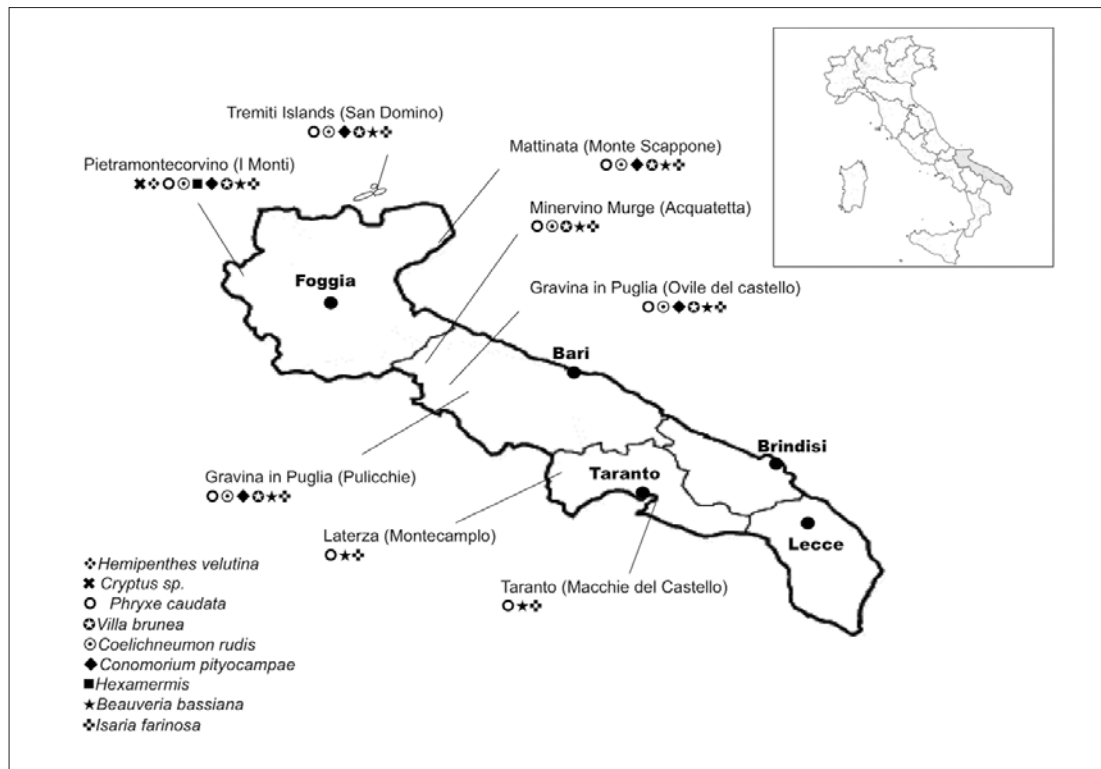 Tremiti Islands (San Domino)
Pietramontecorvino (I Monti)
Mattinata (Monte Scappone)
Minervino Murge (Acquatetta)
Foggia
Gravina in Puglia (Ovile del castello)
Bari
Brindisi
Gravina in Puglia (Pulicchie)
Taranto
Laterza (Montecamplo)
Lecce
Taranto (Macchie del Castello)
Hemipenthes velutina
Cryptus sp.
Phryxe caudata
Villa brunea
Coelichneumon rudis
Conomorium pityocampae
Hexamermis
Beauveria bassiana
Isaria farinosa